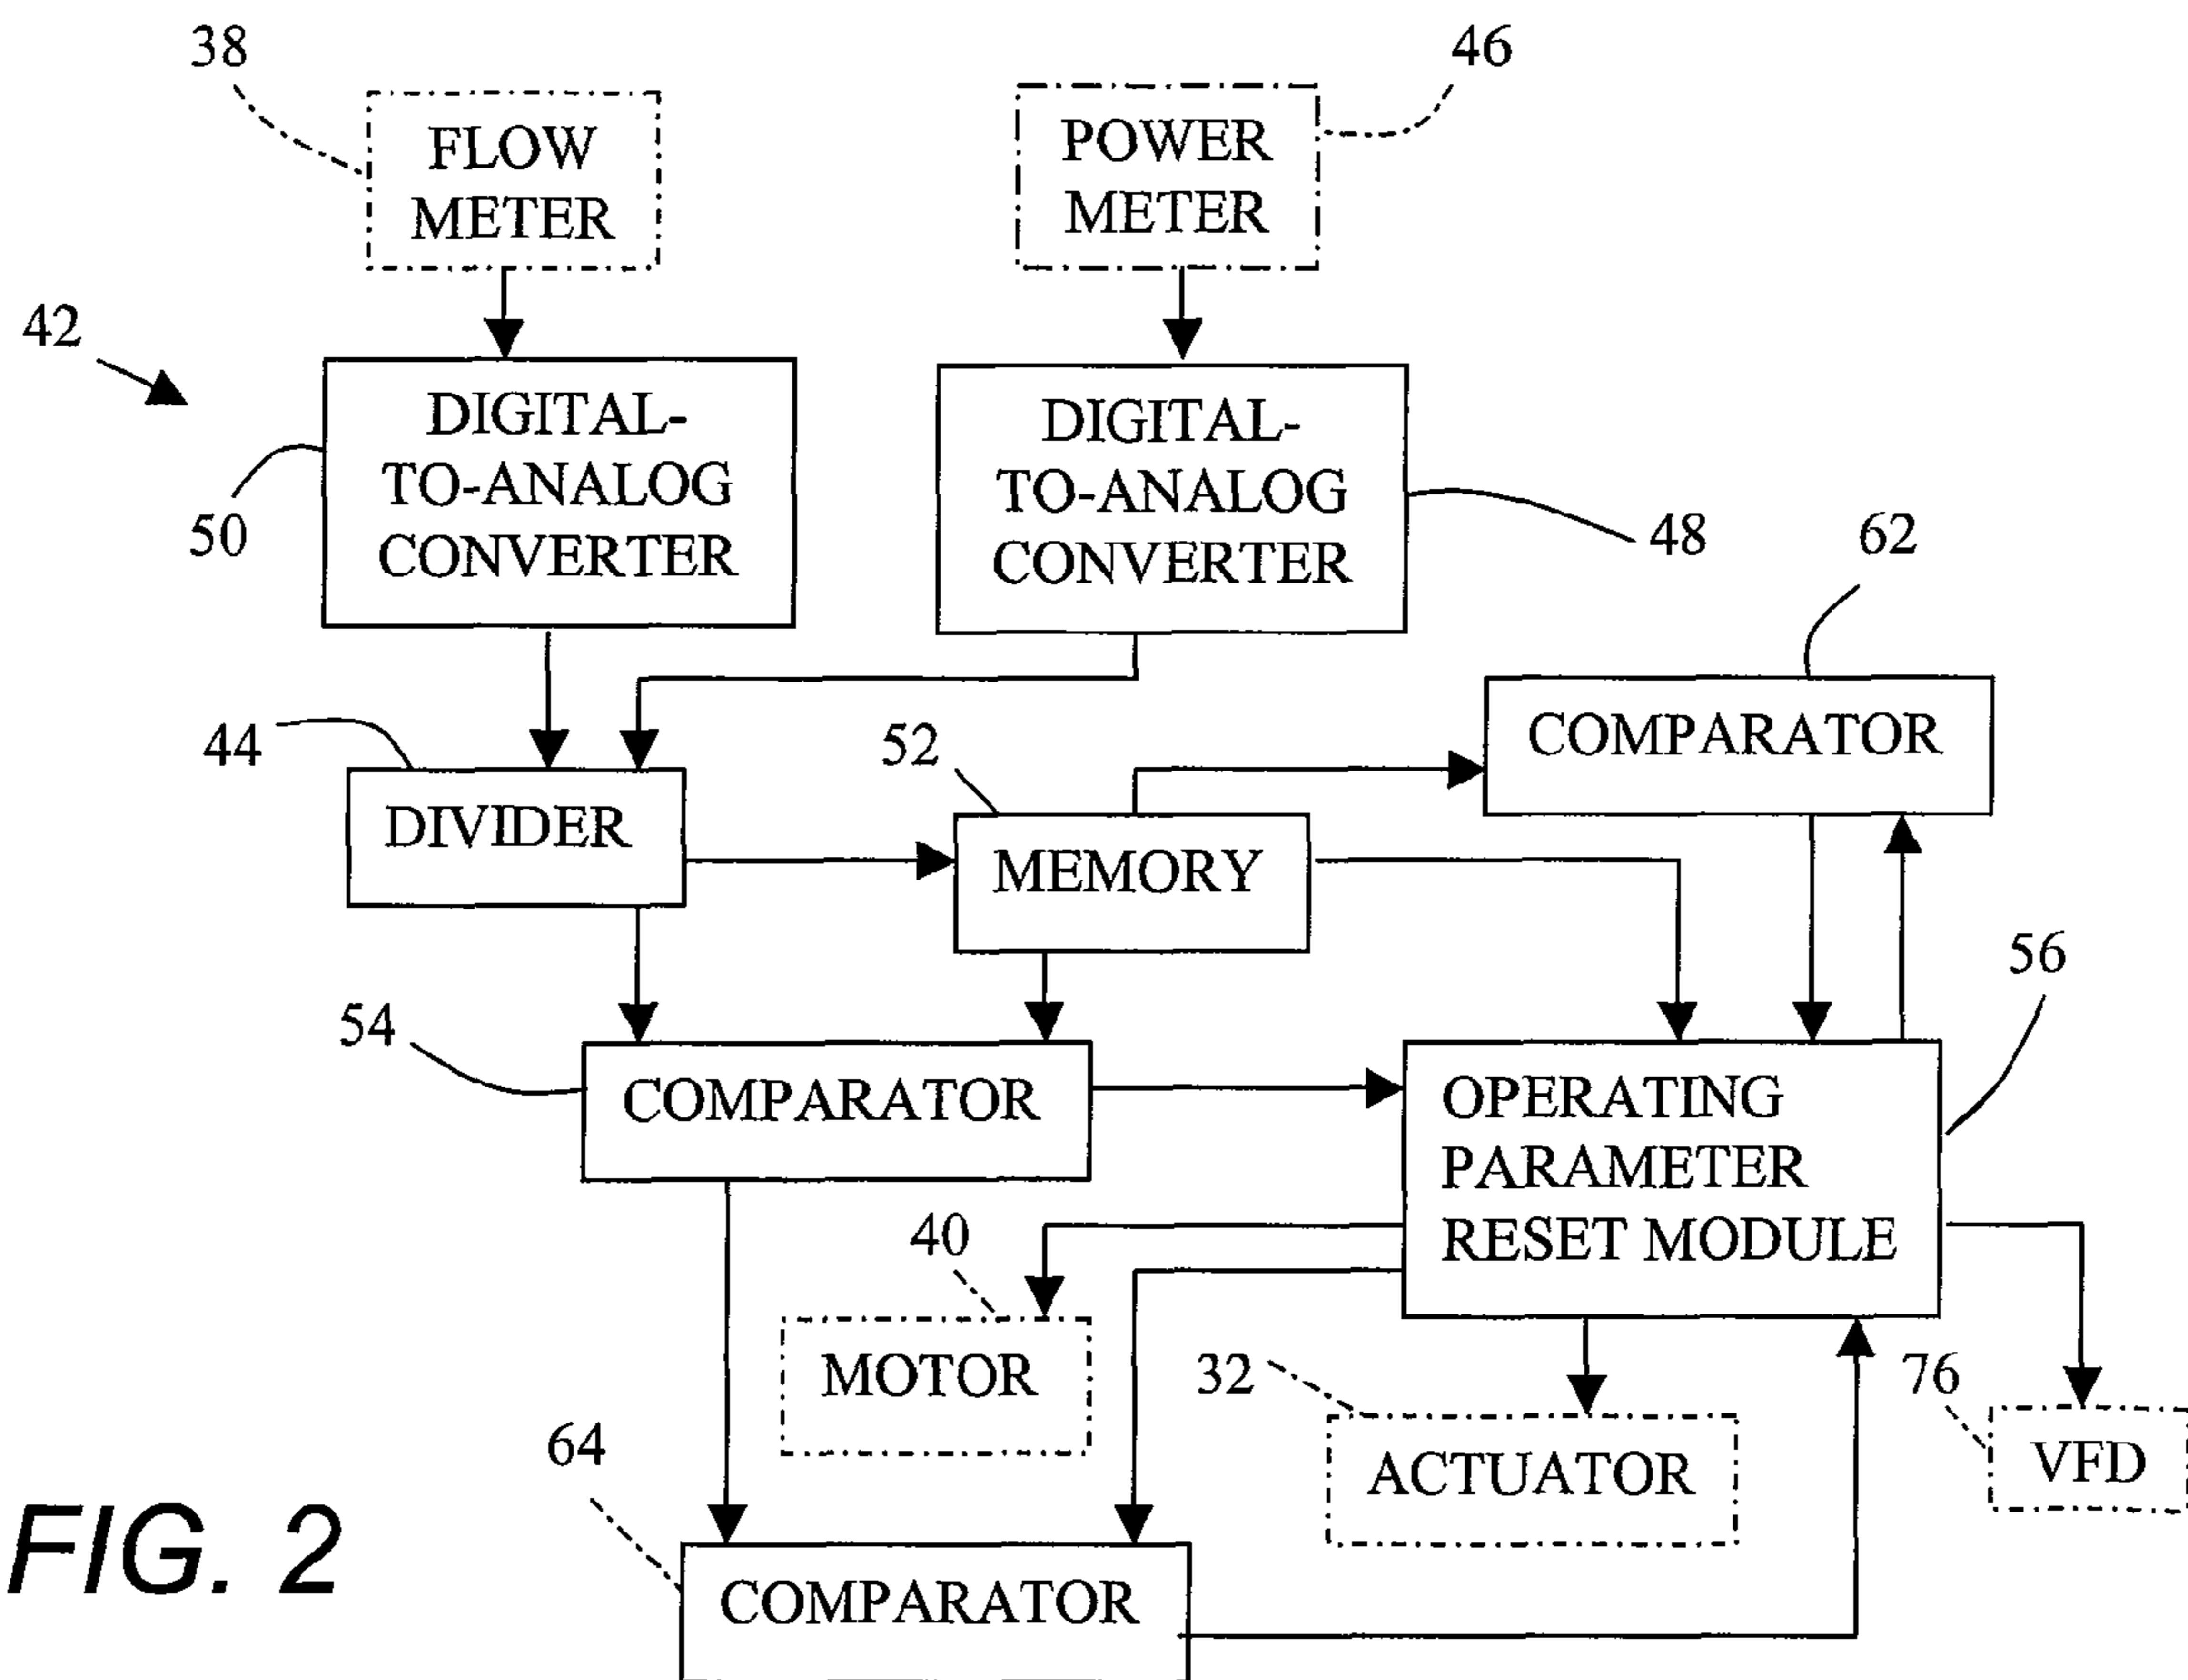 38
46
FLOW
METER
POWER
METER
42
DIGITAL-
TO-ANALOG
CONVERTER
DIGITAL-
TO-ANALOG
CONVERTER
50
48
62
44
DIVIDER
52
MEMORY
COMPARATOR
54
COMPARATOR
56
OPERATING
PARAMETER
RESET MODULE
40
MOTOR
32
ACTUATOR
76
VFD
64
COMPARATOR
FIG. 2